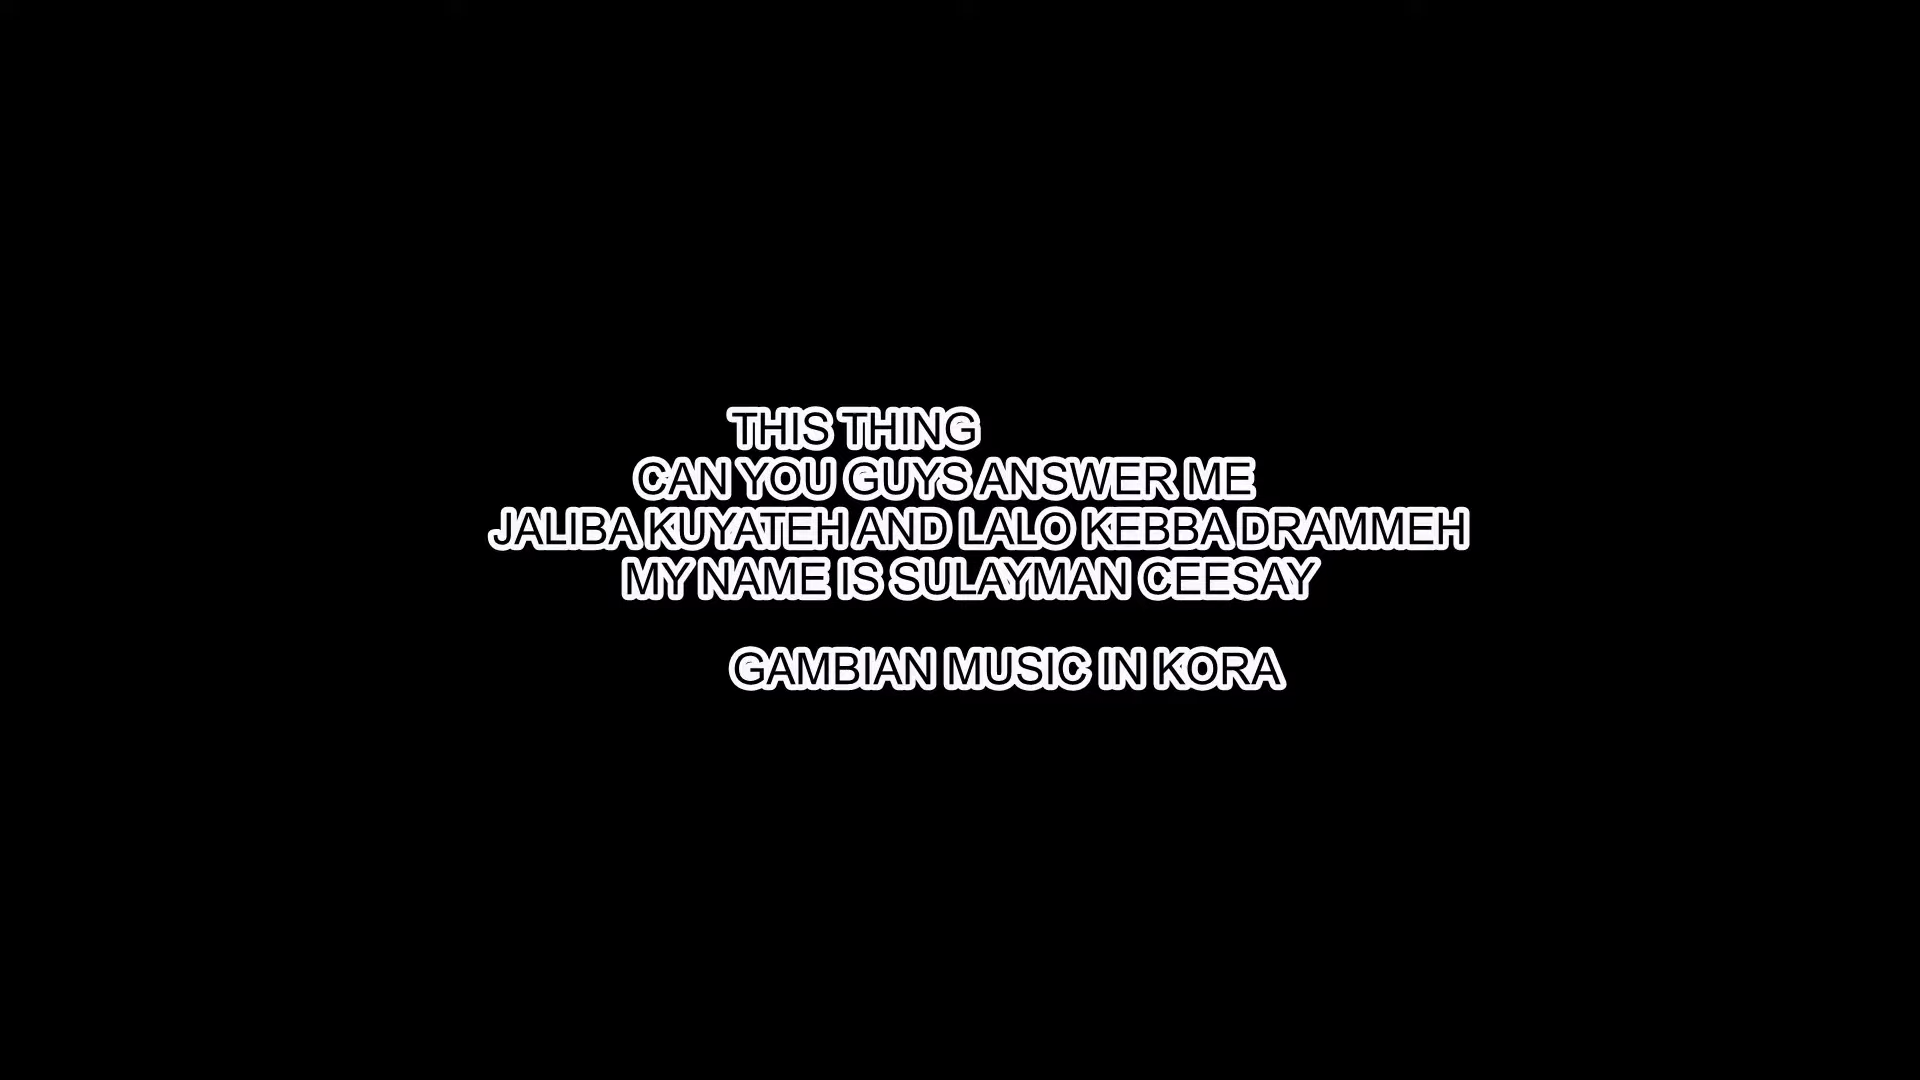 THIS THING
CAN YOU GUYS ANSWER ME
JALIBA KUYATEH AND LALO KEBBA DRAMMEH
MY NAME IS SULAYMAN CEESAY
GAMBIAN MUSIC IN KORA